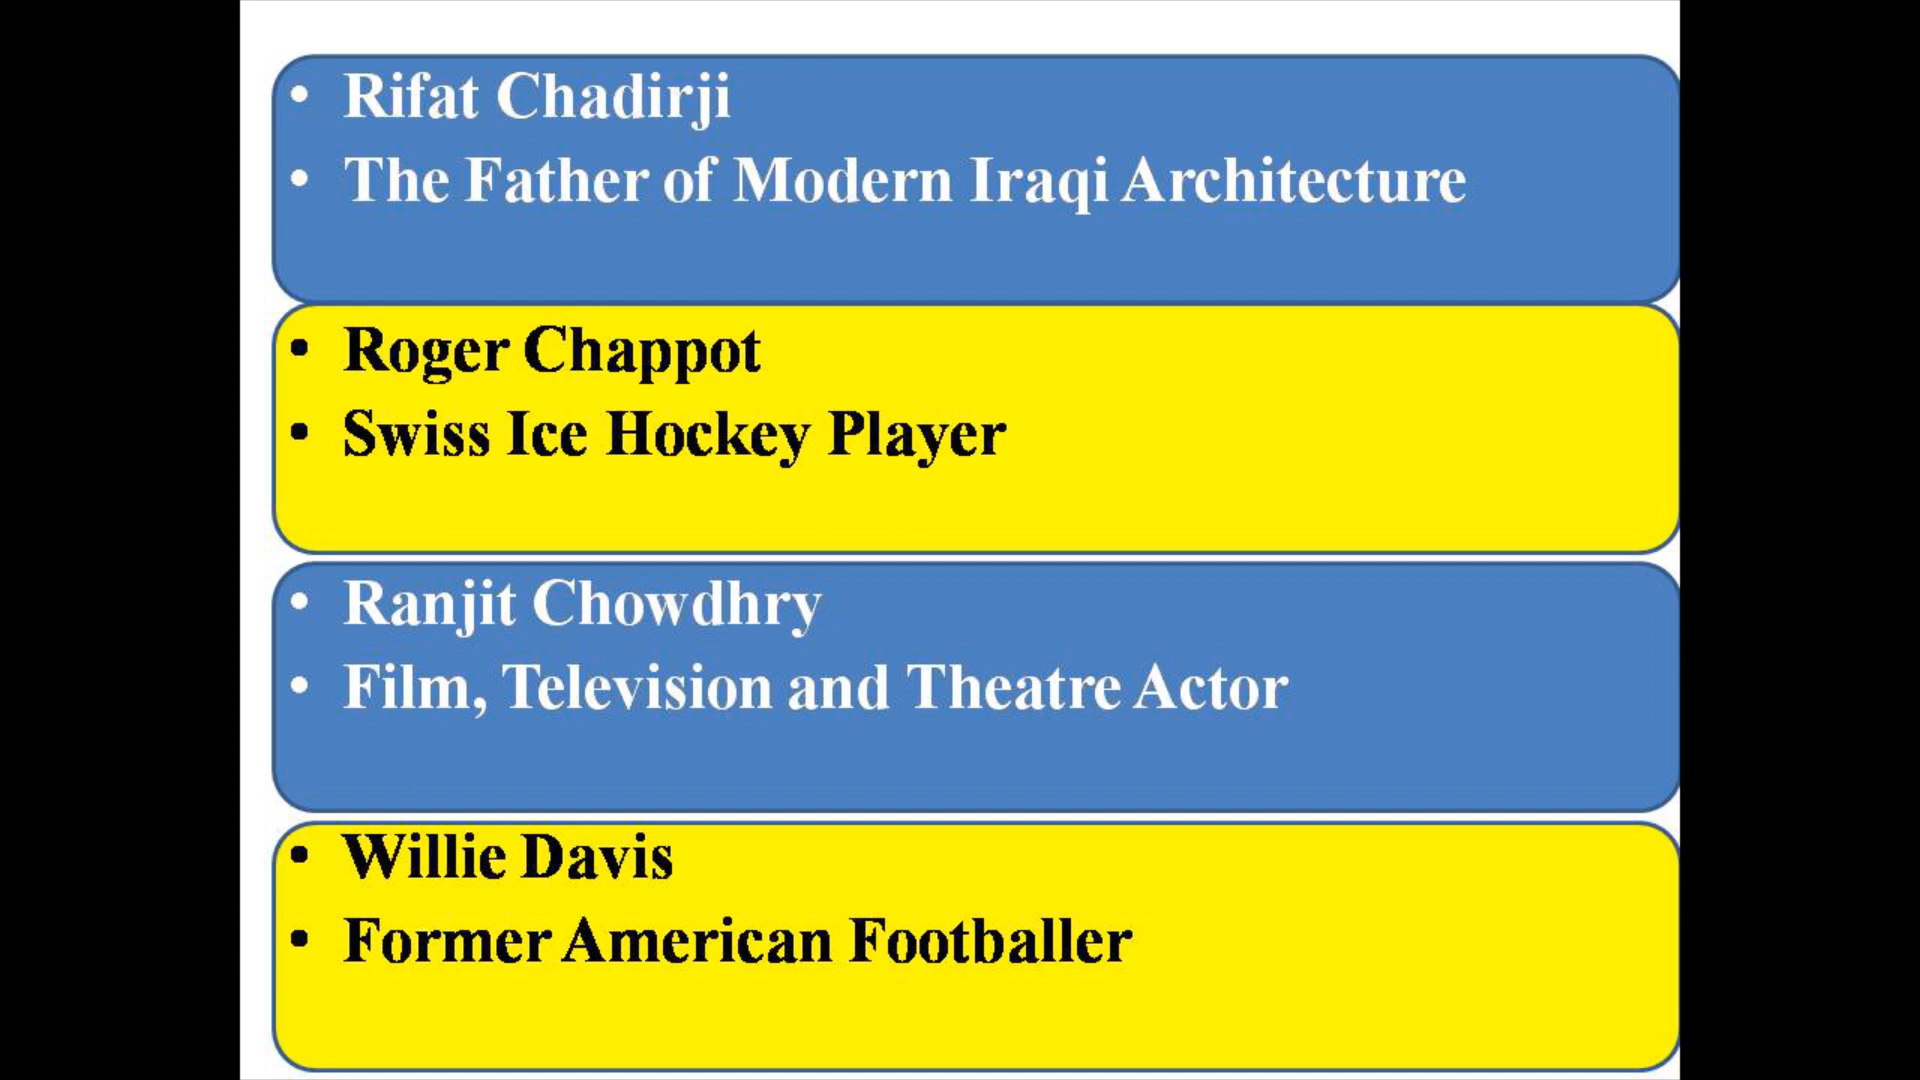 • Rifat Chadirji
• The Father of Modern Iraqi Architecture
• Roger Chappot
• Swiss Ice Hockey Player
• Ranjit Chowdhry
• Film, Television and Theatre Actor
• Willie Davis
• Former American Footballer